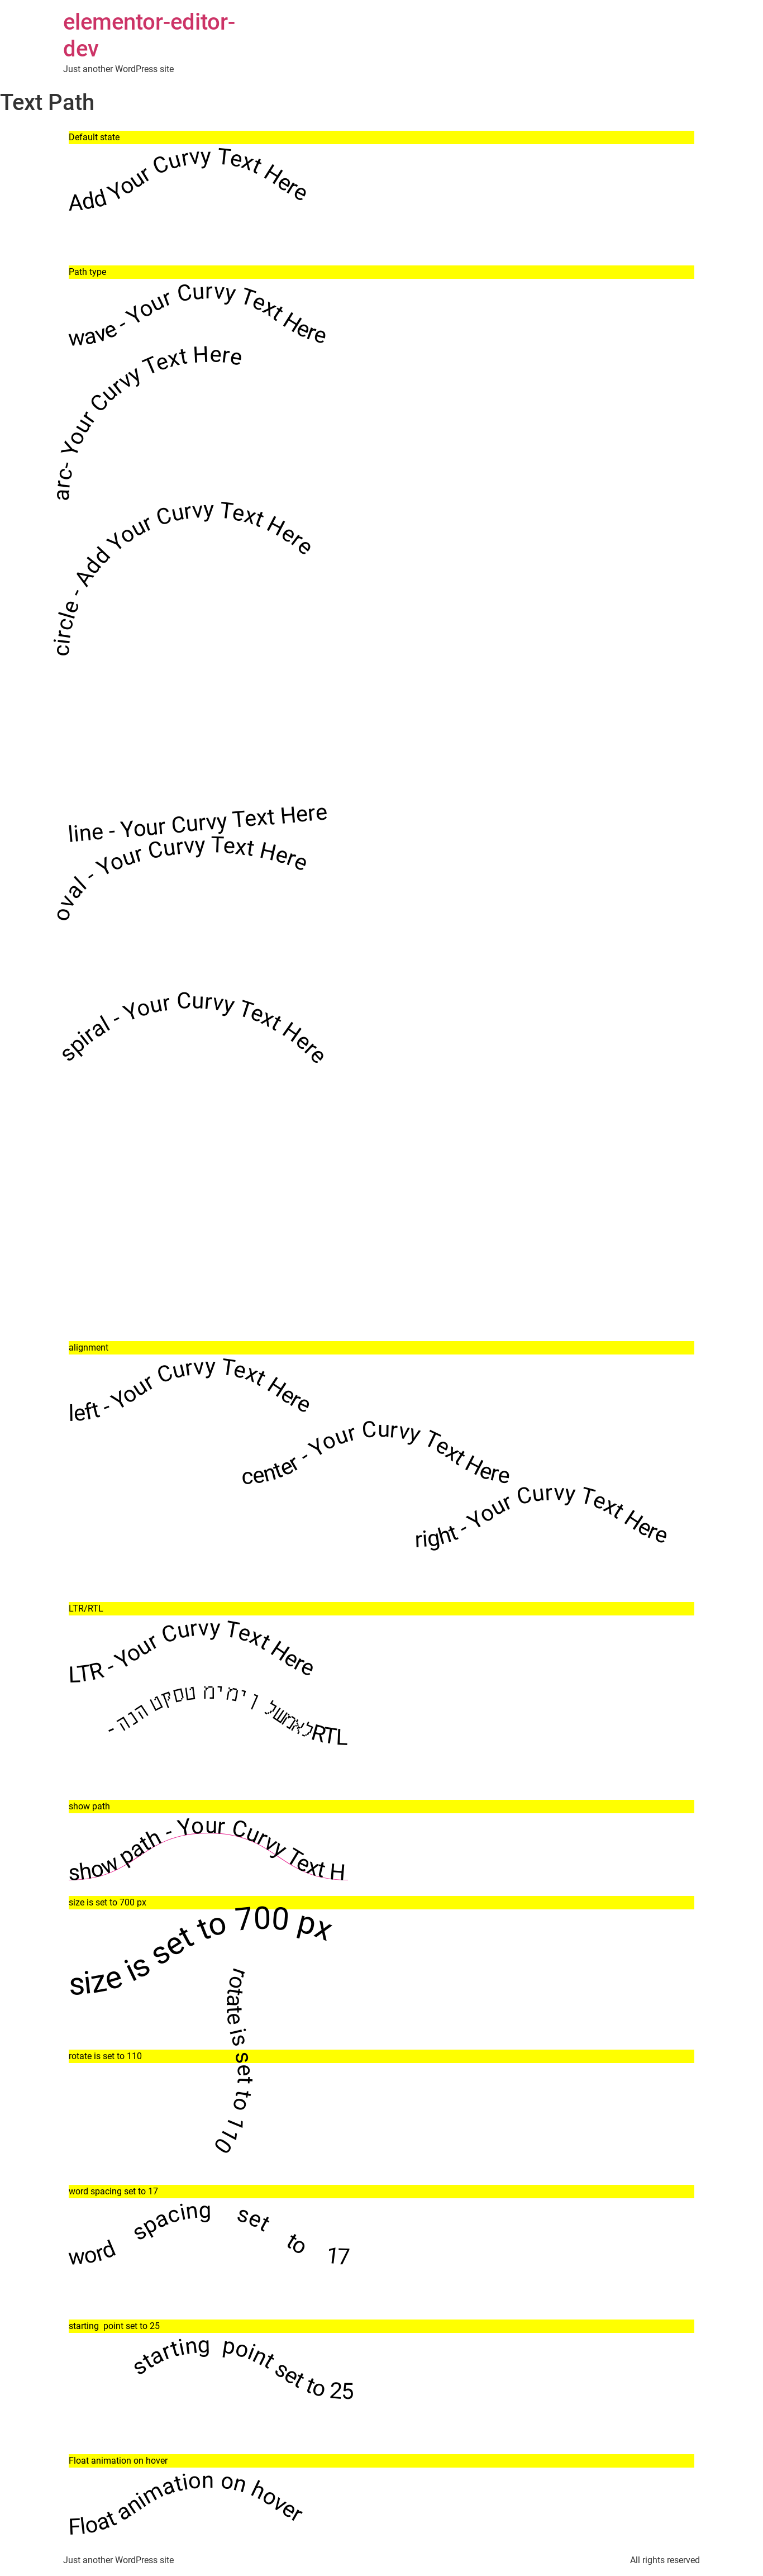 elementor-editor-
dev
Just another WordPress site
Text Path
Default state
Add Your Curvy Text Here
Path type
wave - Your Curvy Text Here
arc- Your Curvy Text Here
circle - Add Your Curvy Text Here
line - Your Curvy Text Here
oval - Your Curvy Text Here
spiral - Your Curvy Text Here
alignment
left - Your Curvy Text Here
center - Your Curvy Text Here
right - Your Curvy Text Here
LTR/RTL
LTR - Your Curvy Text Here
- הנה טקסט מימין לשמאלRTL
show path
show path - Your Curvy Text H
size is set to 700 px
size is set to 700 px
rotate is set to 110
rotate is set to 110
word spacing set to 17
word spacing set to 17
starting point set to 25
starting point set to 25
Float animation on hover
Float animation on hover
Just another WordPress site
All rights reserved